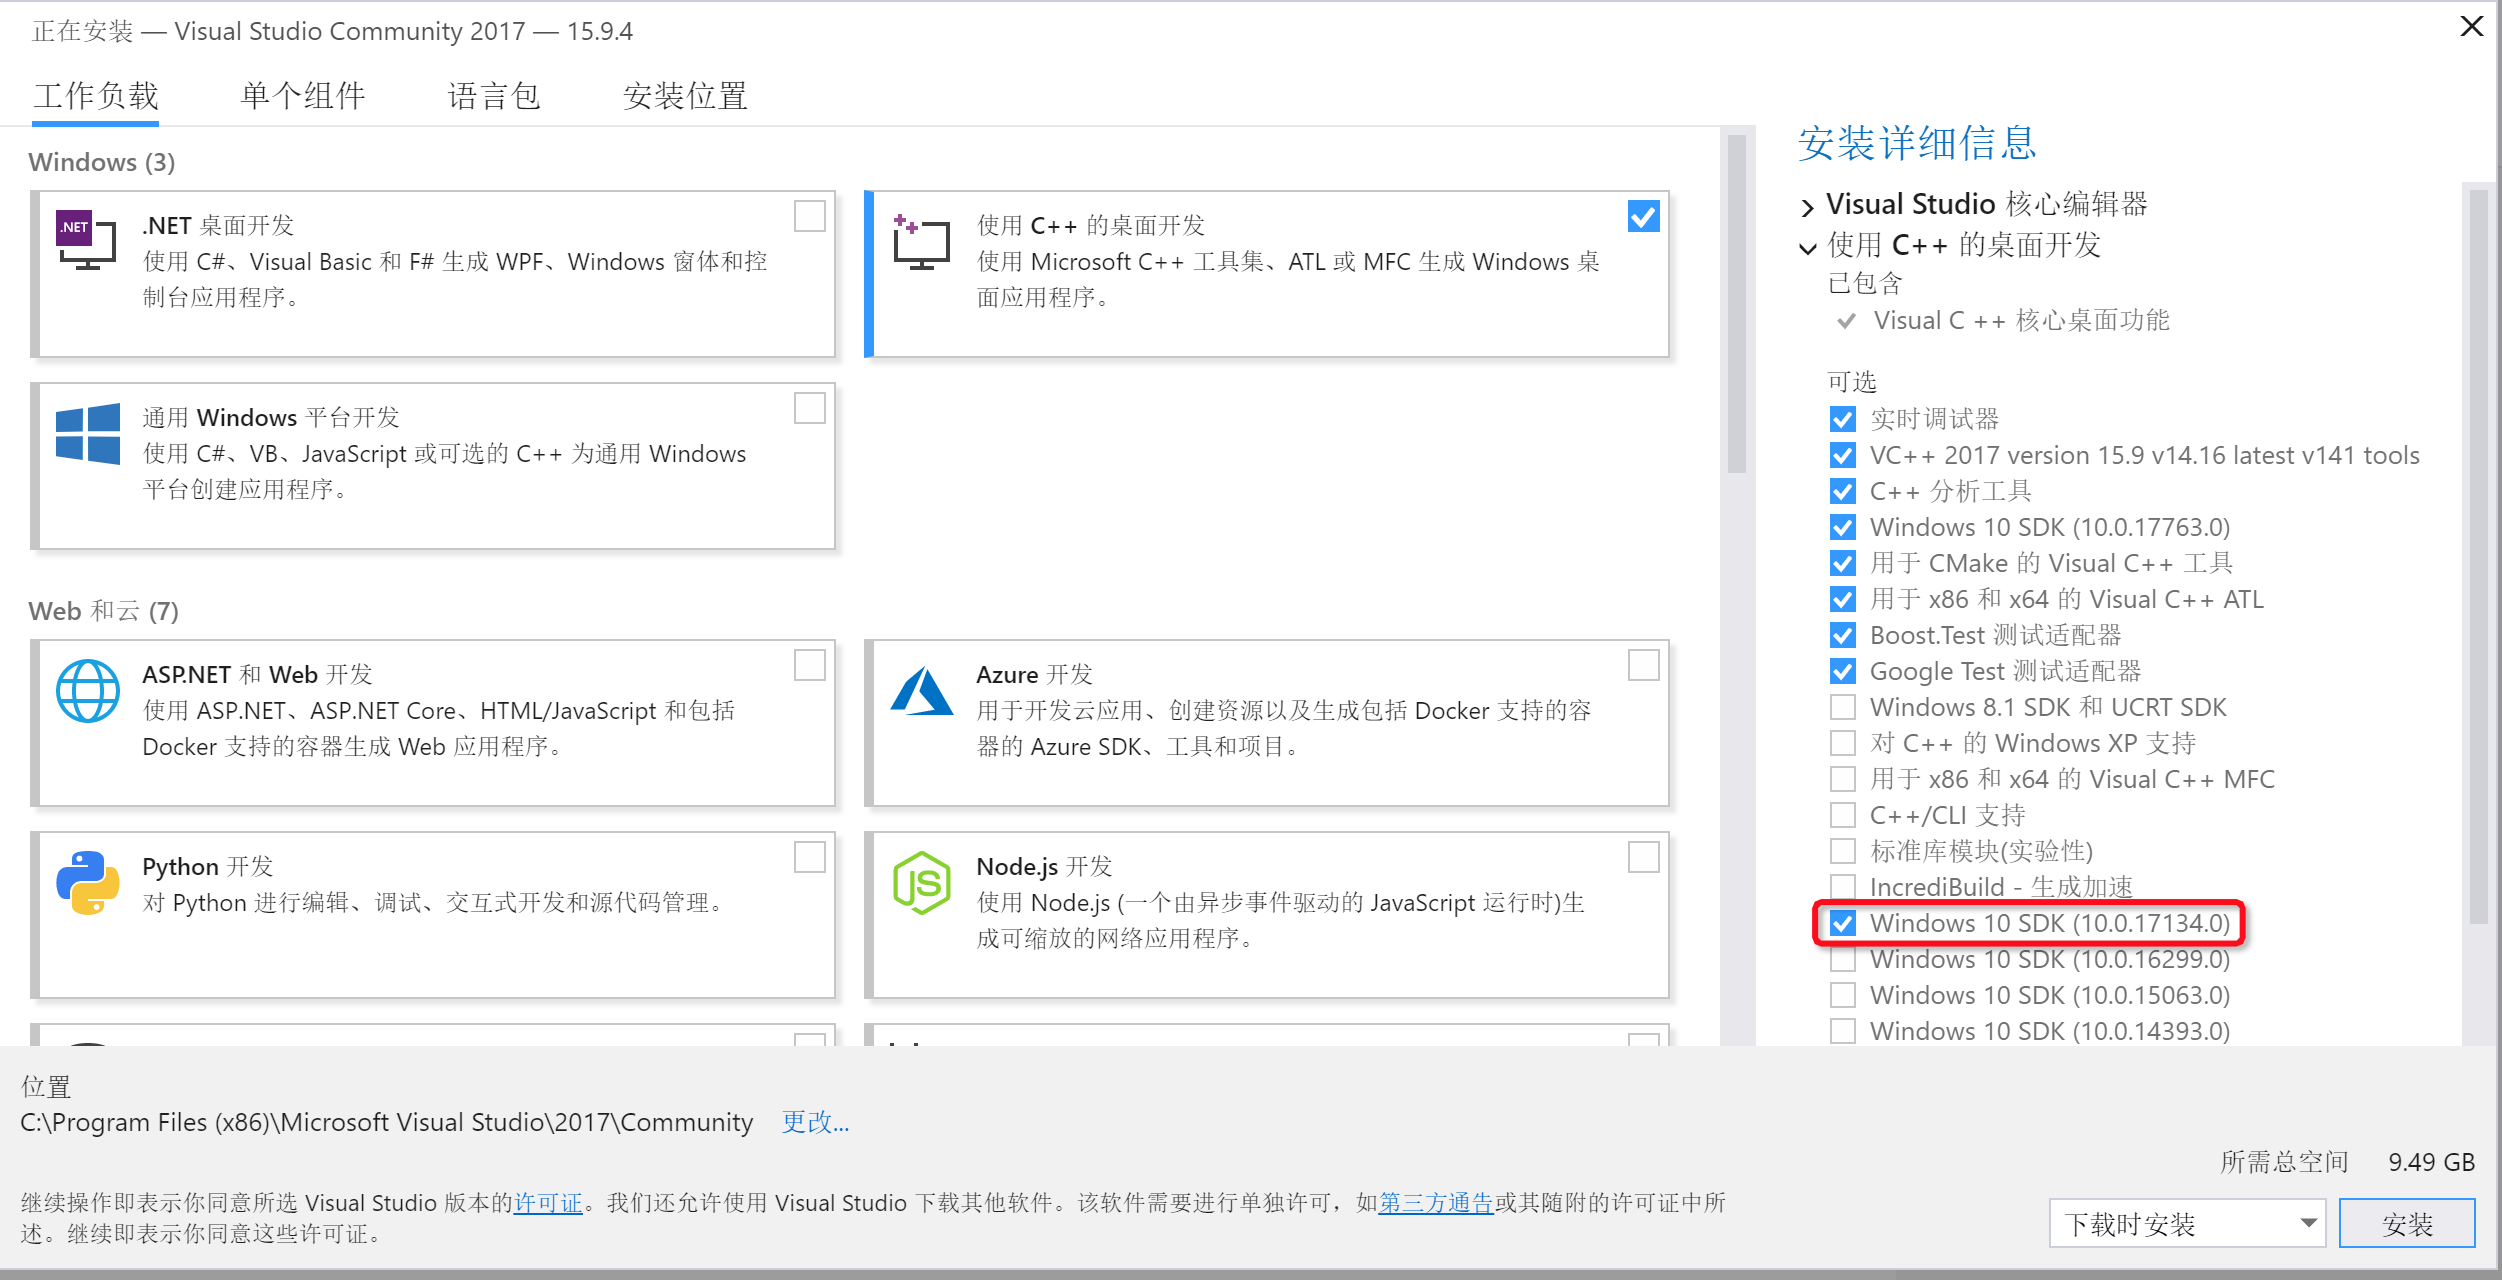 正在安装 — Visual Studio Community 2017 — 15.9.4
工作负载 单个组件 语言包 安装位置
Windows (3)
.NET
.NET 桌面开发
使用 C#、Visual Basic 和 F# 生成 WPF、Windows 窗体和控
制台应用程序。
使用 C++ 的桌面开发
使用 Microsoft C++ 工具集、ATL 或 MFC 生成 Windows 桌
面应用程序。
通用 Windows 平台开发
使用 C#、VB、JavaScript 或可选的 C++ 为通用 Windows
平台创建应用程序。
Web 和云 (7)
ASP.NET 和 Web 开发
使用 ASP.NET、ASP.NET Core、HTML/JavaScript 和包括
Docker 支持的容器生成 Web 应用程序。
Azure 开发
用于开发云应用、创建资源以及生成包括 Docker 支持的容
器的 Azure SDK、工具和项目。
Python 开发
对 Python 进行编辑、调试、交互式开发和源代码管理。
JS
Node.js 开发
使用 Node.js (一个由异步事件驱动的 JavaScript 运行时)生
成可缩放的网络应用程序。
安装详细信息
Visual Studio 核心编辑器
使用 C++ 的桌面开发
已包含
Visual C ++ 核心桌面功能
可选
实时调试器
VC++ 2017 version 15.9 v14.16 latest v141 tools
C++ 分析工具
Windows 10 SDK (10.0.17763.0)
用于 CMake 的 Visual C++ 工具
用于 x86 和 x64 的 Visual C++ ATL
Boost.Test 测试适配器
Google Test 测试适配器
Windows 8.1 SDK 和 UCRT SDK
对 C++ 的 Windows XP 支持
用于 x86 和 x64 的 Visual C++ MFC
C++/CLI 支持
标准库模块(实验性)
IncrediBuild - 生成加速
Windows 10 SDK (10.0.17134.0)
Windows 10 SDK (10.0.16299.0)
Windows 10 SDK (10.0.15063.0)
Windows 10 SDK (10.0.14393.0)
位置
C:\Program Files (x86)\Microsoft Visual Studio\2017\Community 更改...
所需总空间 9.49 GB
继续操作即表示你同意所选 Visual Studio 版本的许可证。我们还允许使用 Visual Studio 下载其他软件。该软件需要进行单独许可，如第三方通告或其随附的许可证中所
述。继续即表示你同意这些许可证。
下载时安装 安装